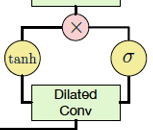 ×
tanh σ
Dilated
Conv